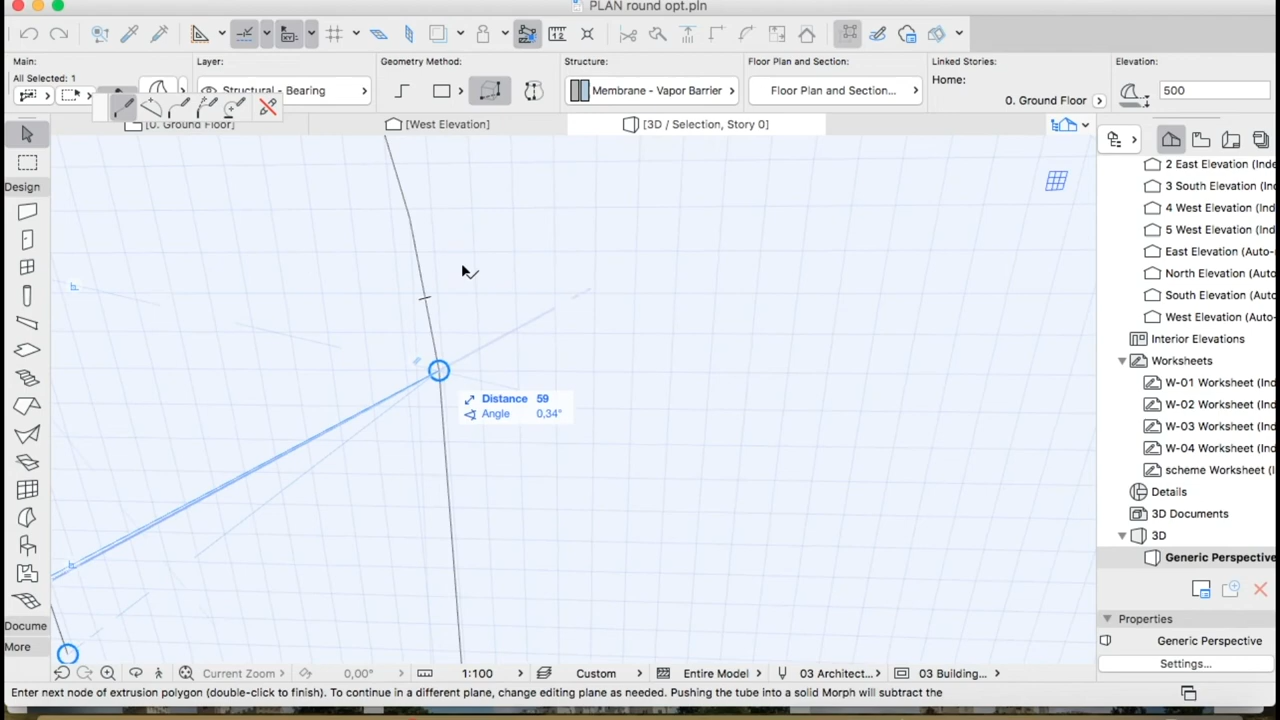 PLAN round opt.pln
Main:
All Selected: 1
Layer:
Structural - Bearing
Geometry Method:
Structure:
Membrane - Vapor Barrier
Floor Plan and Section:
Floor Plan and Section...
Linked Stories:
Home:
0. Ground Floor
Elevation:
500
[0. Ground Floor]
[West Elevation]
[3D / Selection, Story 0]
Design
Docume
More
Distance 59
Angle 0,34°
2 East Elevation (Inde
3 South Elevation (Ind
4 West Elevation (Ind
5 West Elevation (Ind
East Elevation (Auto-
North Elevation (Auto
South Elevation (Auto
West Elevation (Auto-
Interior Elevations
Worksheets
W-01 Worksheet (Ind
W-02 Worksheet (Ind
W-03 Worksheet (Ind
W-04 Worksheet (Ind
scheme Worksheet (I
Details
3D Documents
3D
Generic Perspective
Properties
Generic Perspective
Settings...
Current Zoom
0,00°
1:100
Custom
Entire Model
03 Architect...
03 Building...
Enter next node of extrusion polygon (double-click to finish). To continue in a different plane, change editing plane as needed. Pushing the tube into a solid Morph will subtract the